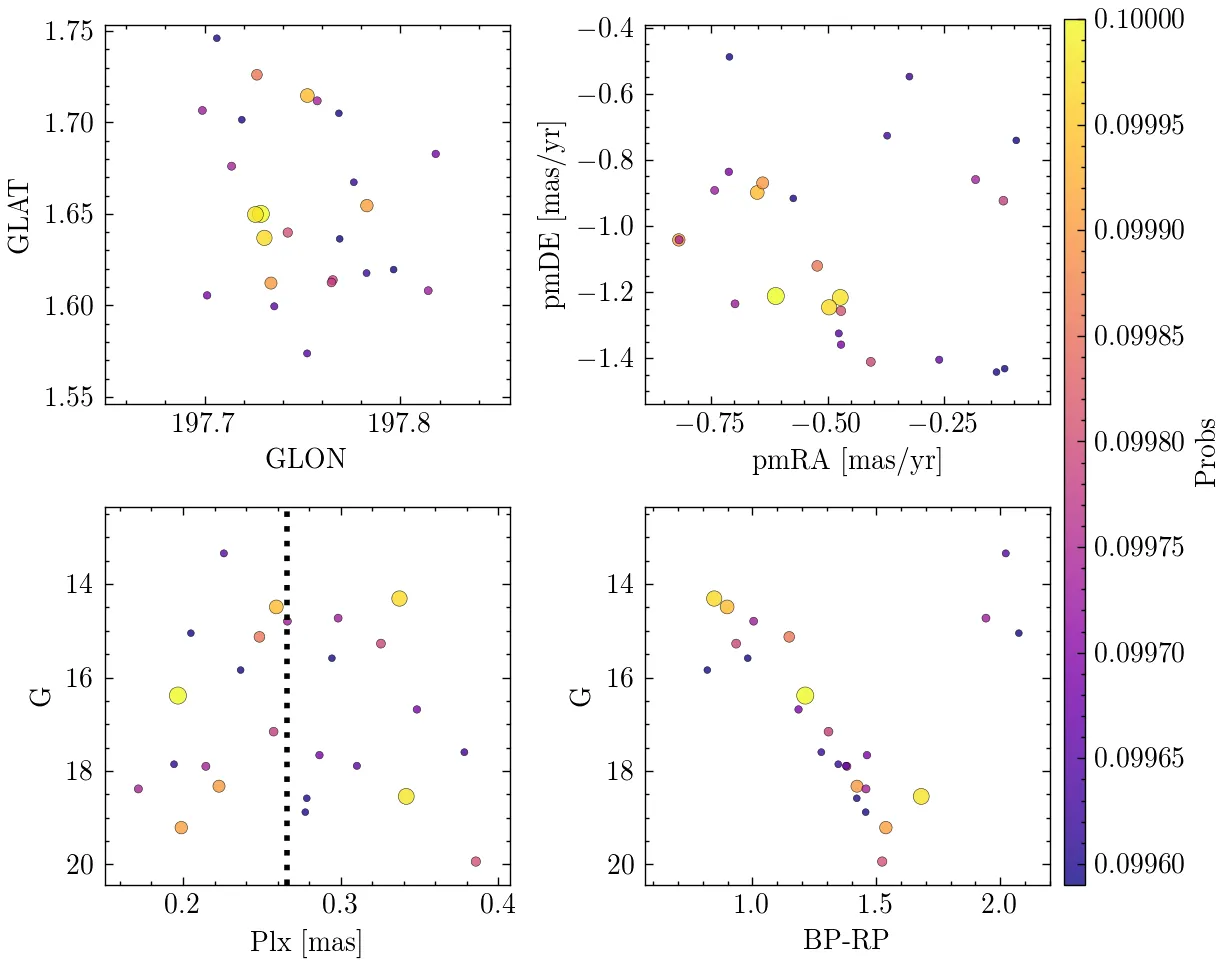 1.75
1.70
1.65
1.60
1.55
GLAT
197.7 197.8
GLON
−0.4
−0.6
−0.8
−1.0
−1.2
−1.4
pmDE [mas/yr]
−0.75 −0.50 −0.25
pmRA [mas/yr]
14
16
18
20
G
0.2 0.3 0.4
Plx [mas]
14
16
18
20
G
1.0 1.5 2.0
BP-RP
0.10000
0.09995
0.09990
0.09985
0.09980
0.09975
0.09970
0.09965
0.09960
Probs